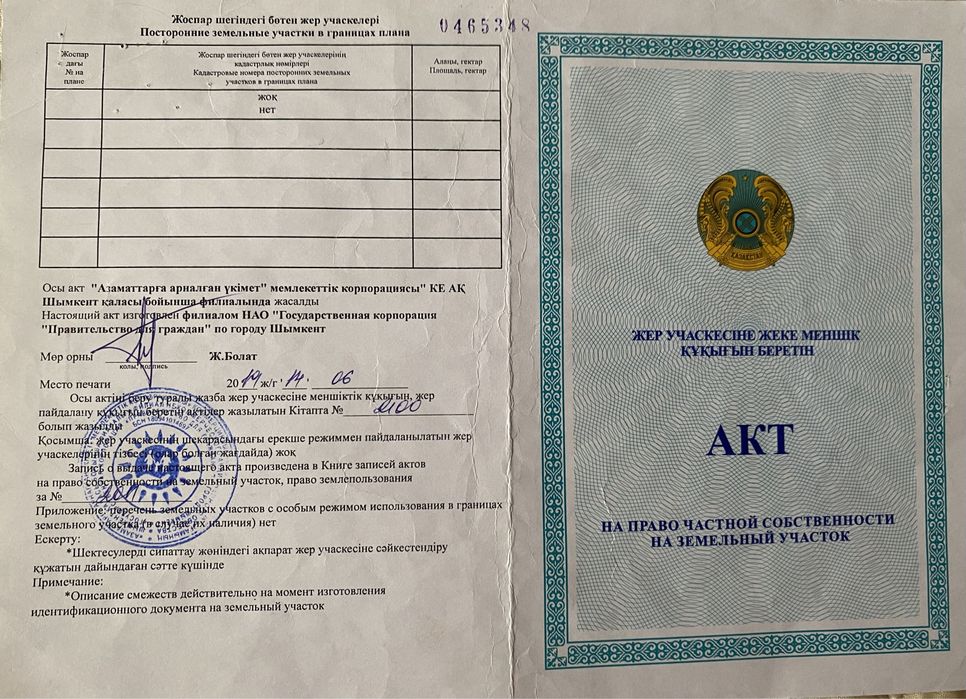 Жоспар шегіндегі бөтен жер учаскелері
Посторонние земельные участки в границах плана
0465348
Жоспар
дағы
№ на
плане
Жоспар шегіндегі бөтен жер учаскелерінің
кадастрлық нөмірлері
Кадастровые номера посторонних земельных
участков в границах плана
Алаңы, гектар
Площадь, гектар
жоқ
нет
Осы акт "Азаматтарға арналған үкімет" мемлекеттік корпорациясы" КЕ АҚ
Шымкент қаласы бойынша филиалында жасалды
Настоящий акт изготовлен филиалом НАО "Государственная корпорация
"Правительство для граждан" по городу Шымкент
Мөр орны
Ж.Болат
қолы, подпись
Место печати
2019 ж/г 14. 06
Осы актіні беру туралы жазба жер учаскесіне меншіктік құқығын, жер
пайдалану құқығын беретін актілер жазылатын Кітапта № 2100
болып жазылды
Қосымша: жер учаскесінің шекарасындағы ерекше режиммен пайдаланылатын жер
учаскелерінің тізбесі (олар болған жағдайда) жоқ
Запись о выдаче настоящего акта произведена в Книге записей актов
на право собственности на земельный участок, право землепользования
за №
Приложение: перечень земельных участков с особым режимом использования в границах
земельного участка (в случае их наличия) нет
Ескерту:
*Шектесулерді сипаттау жөніндегі ақпарат жер учаскесіне сәйкестендіру
құжатын дайындаған сәтте күшінде
Примечание:
*Описание смежеств действительно на момент изготовления
идентификационного документа на земельный участок
ҚАЗАҚСТАН
ЖЕР УЧАСКЕСІНЕ ЖЕКЕ МЕНШІК
ҚҰҚЫҒЫН БЕРЕТІН
АКТ
НА ПРАВО ЧАСТНОЙ СОБСТВЕННОСТИ
НА ЗЕМЕЛЬНЫЙ УЧАСТОК